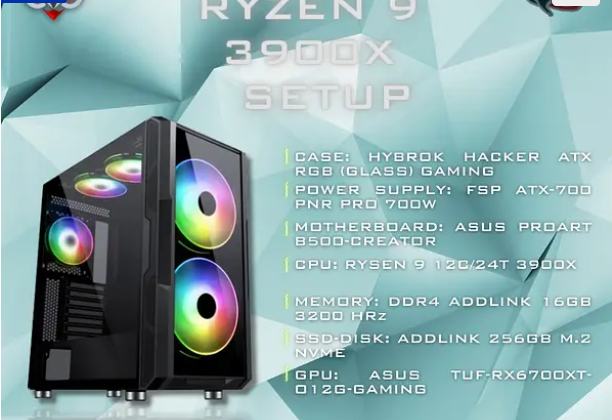 RYZEN 9
3900X
SETUP
CASE: HYBROK HACKER ATX
RGB (GLASS) GAMING
POWER SUPPLY: FSP ATX-700
PNR PRO 700W
MOTHERBOARD: ASUS PROART
B500-CREATOR
CPU: RYSEN 9 12C/24T 3900X
MEMORY: DDR4 ADDLINK 16GB
3200 HRz
SSD-DISK: ADDLINK 256GB M.2
NVME
GPU: ASUS TUF-RX6700XT-
O12G-GAMING